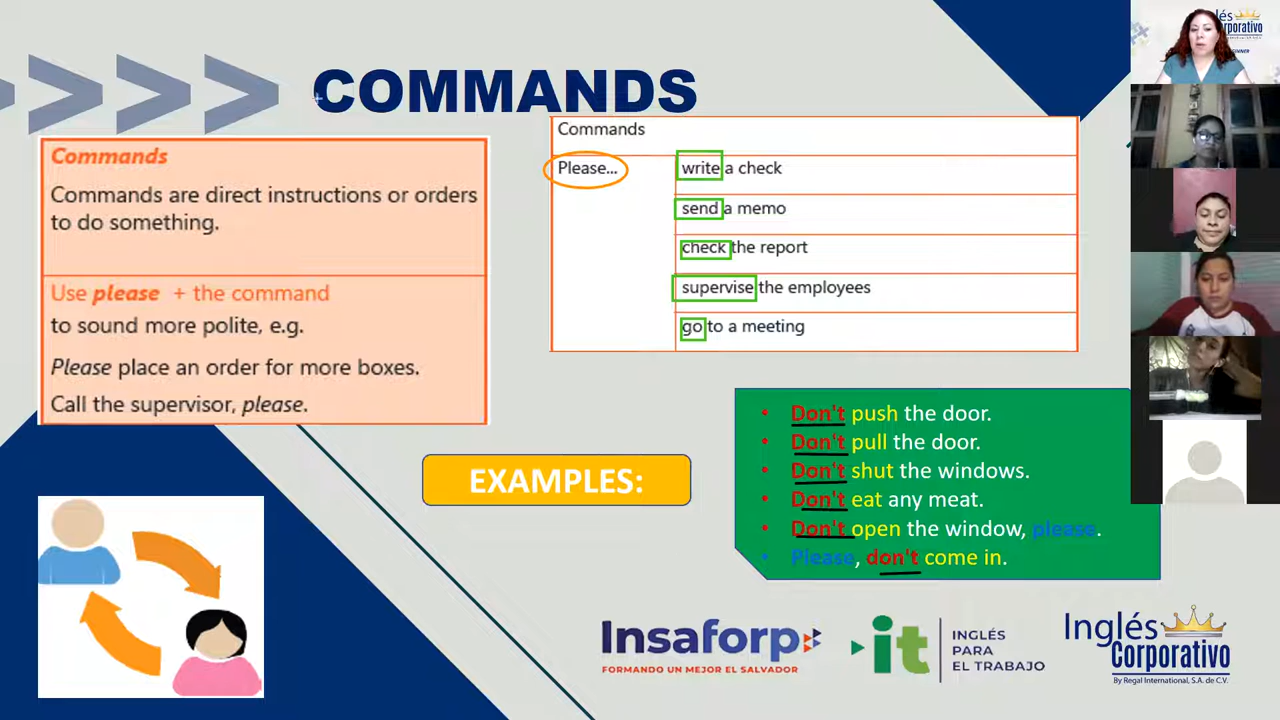 COMMANDS
Commands
Commands are direct instructions or orders
to do something.
Use please + the command
to sound more polite, e.g.
Please place an order for more boxes.
Call the supervisor, please.
Commands
Please... write a check
send a memo
check the report
supervise the employees
go to a meeting
EXAMPLES:
• Don't push the door.
• Don't pull the door.
• Don't shut the windows.
• Don't eat any meat.
• Don't open the window, please.
• Please, don't come in.
Insaforp
FORMANDO UN MEJOR EL SALVADOR
it
INGLÉS
PARA
EL TRABAJO
Inglés
Corporativo
By Regal International, S.A. de C.V.